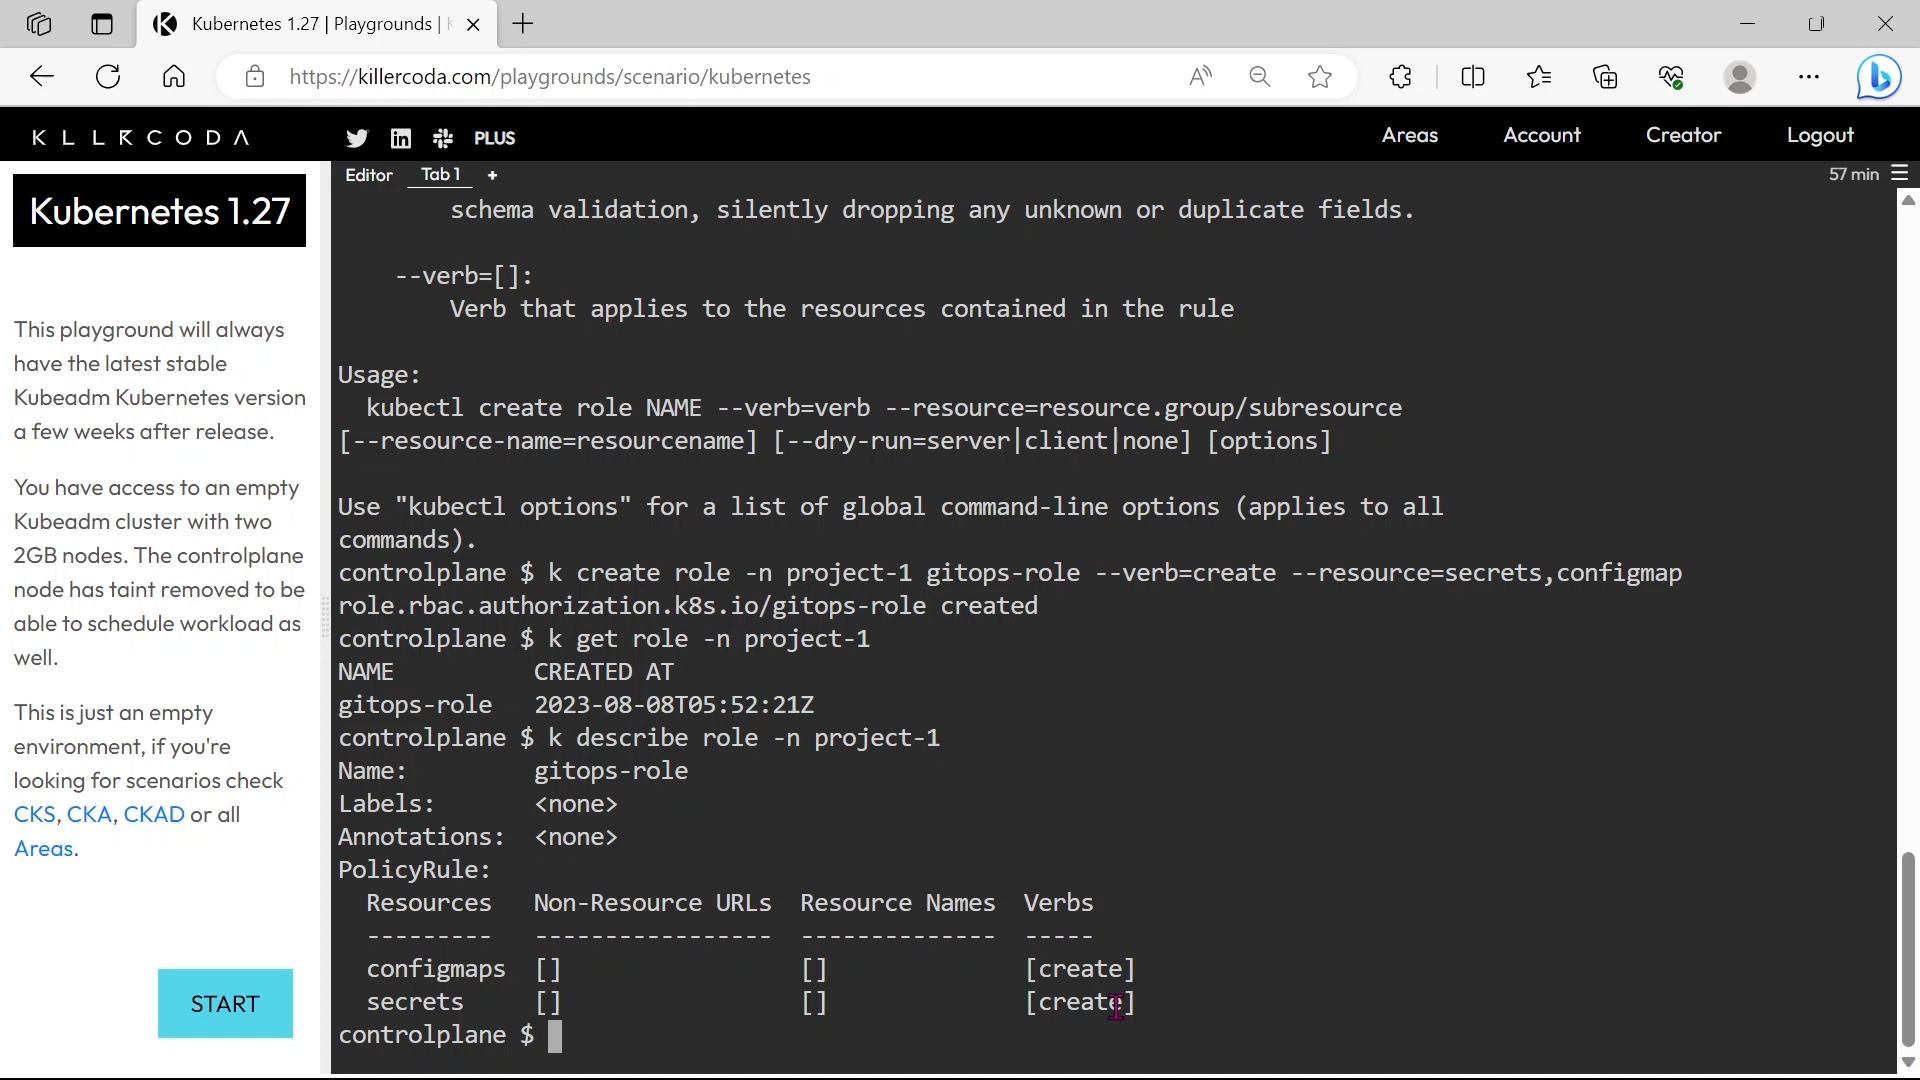 Kubernetes 1.27 | Playgrounds |
https://killercoda.com/playgrounds/scenario/kubernetes
KLLRCODA
PLUS
Areas
Account
Creator
Logout
Kubernetes 1.27
This playground will always
have the latest stable
Kubeadm Kubernetes version
a few weeks after release.
You have access to an empty
Kubeadm cluster with two
2GB nodes. The controlplane
node has taint removed to be
able to schedule workload as
well.
This is just an empty
environment, if you're
looking for scenarios check
CKS, CKA, CKAD or all
Areas.
START
Editor
Tab 1
+
57 min
schema validation, silently dropping any unknown or duplicate fields.
--verb=[]:
Verb that applies to the resources contained in the rule
Usage:
kubectl create role NAME --verb=verb --resource=resource.group/subresource
[--resource-name=resourcename] [--dry-run=server|client|none] [options]
Use "kubectl options" for a list of global command-line options (applies to all
commands).
controlplane $ k create role -n project-1 gitops-role --verb=create --resource=secrets,configmap
role.rbac.authorization.k8s.io/gitops-role created
controlplane $ k get role -n project-1
NAME CREATED AT
gitops-role 2023-08-08T05:52:21Z
controlplane $ k describe role -n project-1
Name: gitops-role
Labels: <none>
Annotations: <none>
PolicyRule:
Resources Non-Resource URLs Resource Names Verbs
--------- ----------------- -------------- -----
configmaps [] [] [create]
secrets [] [] [create]
controlplane $